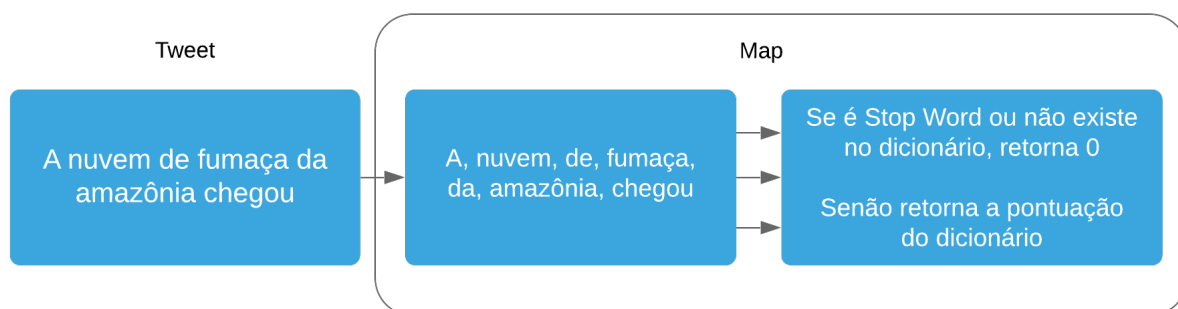 Tweet
Map
A nuvem de fumaça da
amazônia chegou
A, nuvem, de, fumaça,
da, amazônia, chegou
Se é Stop Word ou não existe
no dicionário, retorna 0
Senão retorna a pontuação
do dicionário